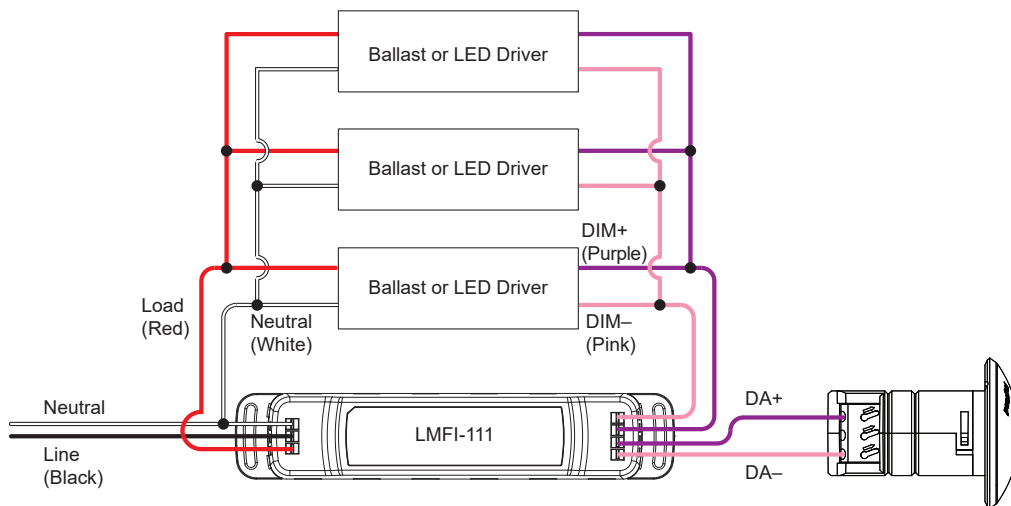 Ballast or LED Driver
Ballast or LED Driver
DIM+
(Purple)
Ballast or LED Driver
Load
(Red)
Neutral
(White)
DIM–
(Pink)
Neutral
Line
(Black)
LMFI-111
DA+
DA–